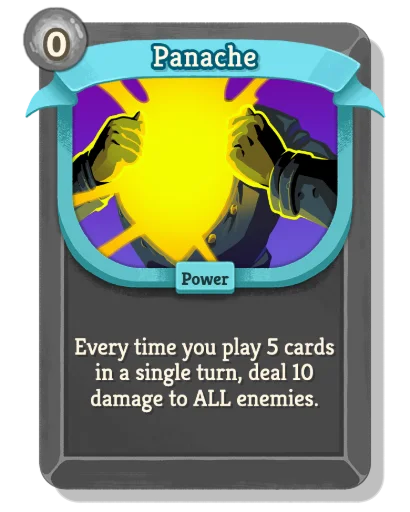 0
Panache
Power
Every time you play 5 cards
in a single turn, deal 10
damage to ALL enemies.